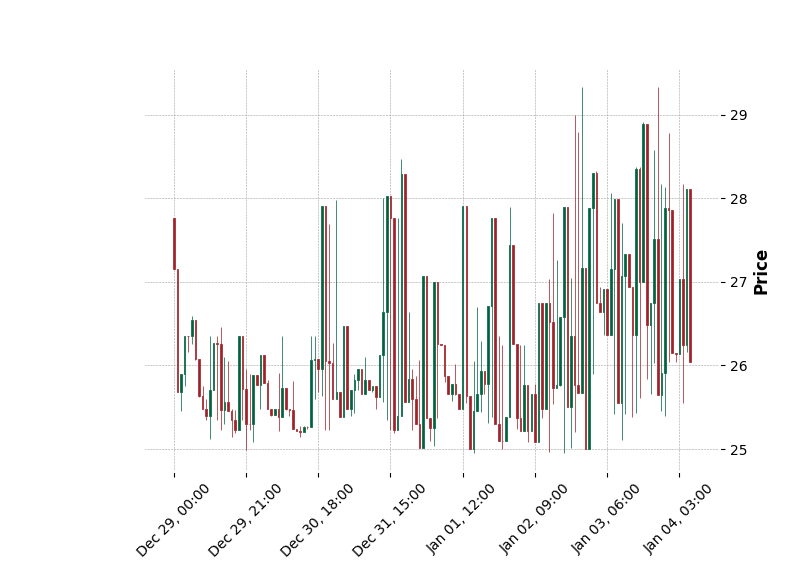 29
28
27
26
25
Price
Dec 29, 00:00
Dec 29, 21:00
Dec 30, 18:00
Dec 31, 15:00
Jan 01, 12:00
Jan 02, 09:00
Jan 03, 06:00
Jan 04, 03:00